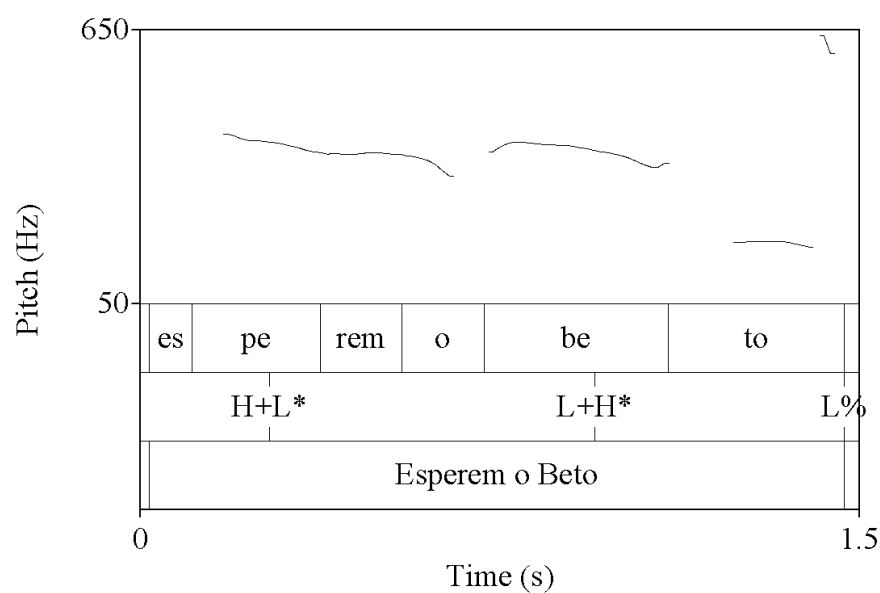 650
Pitch (Hz)
50
es pe rem o be to
H+L* L+H* L%
Esperem o Beto
0 1.5
Time (s)